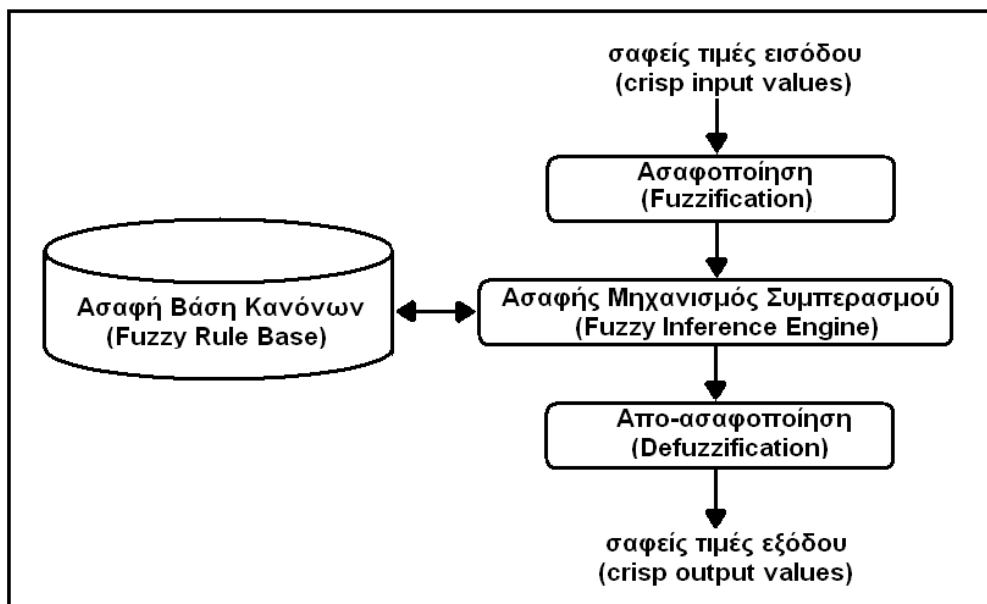 σαφείς τιμές εισόδου
(crisp input values)
Ασαφοποίηση
(Fuzzification)
Ασαφή Βάση Κανόνων
(Fuzzy Rule Base)
Ασαφής Μηχανισμός Συμπερασμού
(Fuzzy Inference Engine)
Απο-ασαφοποίηση
(Defuzzification)
σαφείς τιμές εξόδου
(crisp output values)